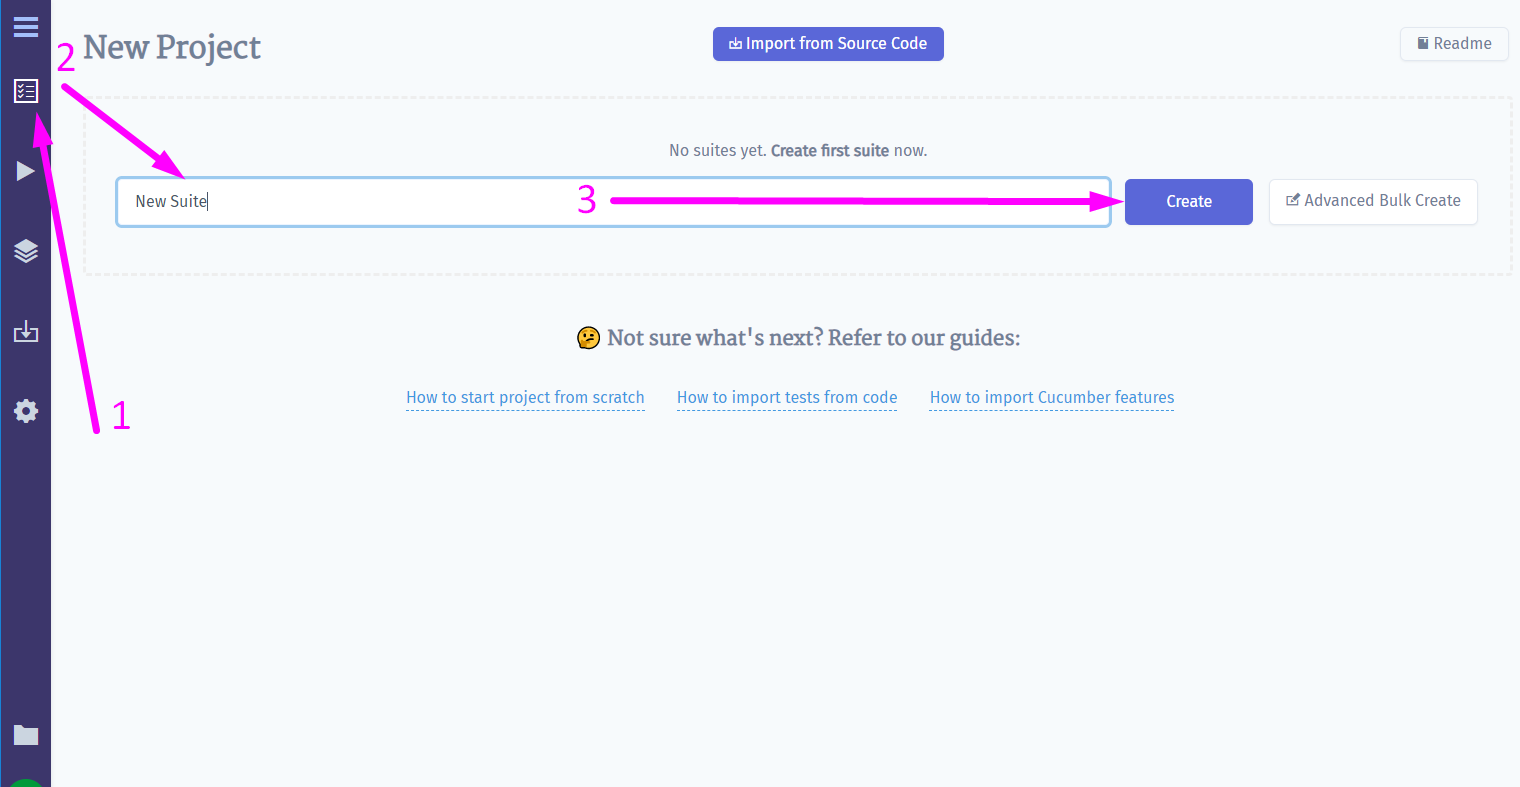 New Project
Import from Source Code
Readme
2
No suites yet. Create first suite now.
New Suite
3
Create
Advanced Bulk Create
🤔 Not sure what's next? Refer to our guides:
How to start project from scratch
How to import tests from code
How to import Cucumber features
1